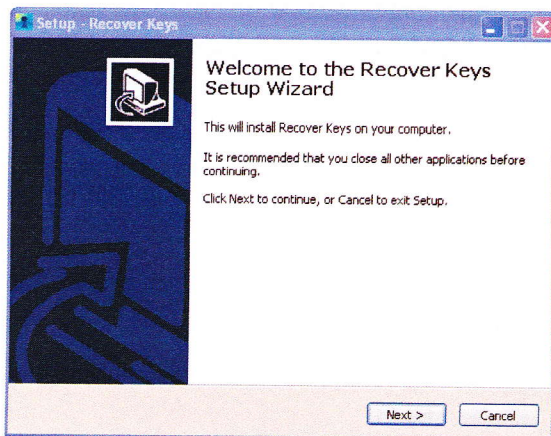 Setup - Recover Keys
Welcome to the Recover Keys
Setup Wizard
This will install Recover Keys on your computer.
It is recommended that you close all other applications before
continuing.
Click Next to continue, or Cancel to exit Setup.
Next >
Cancel